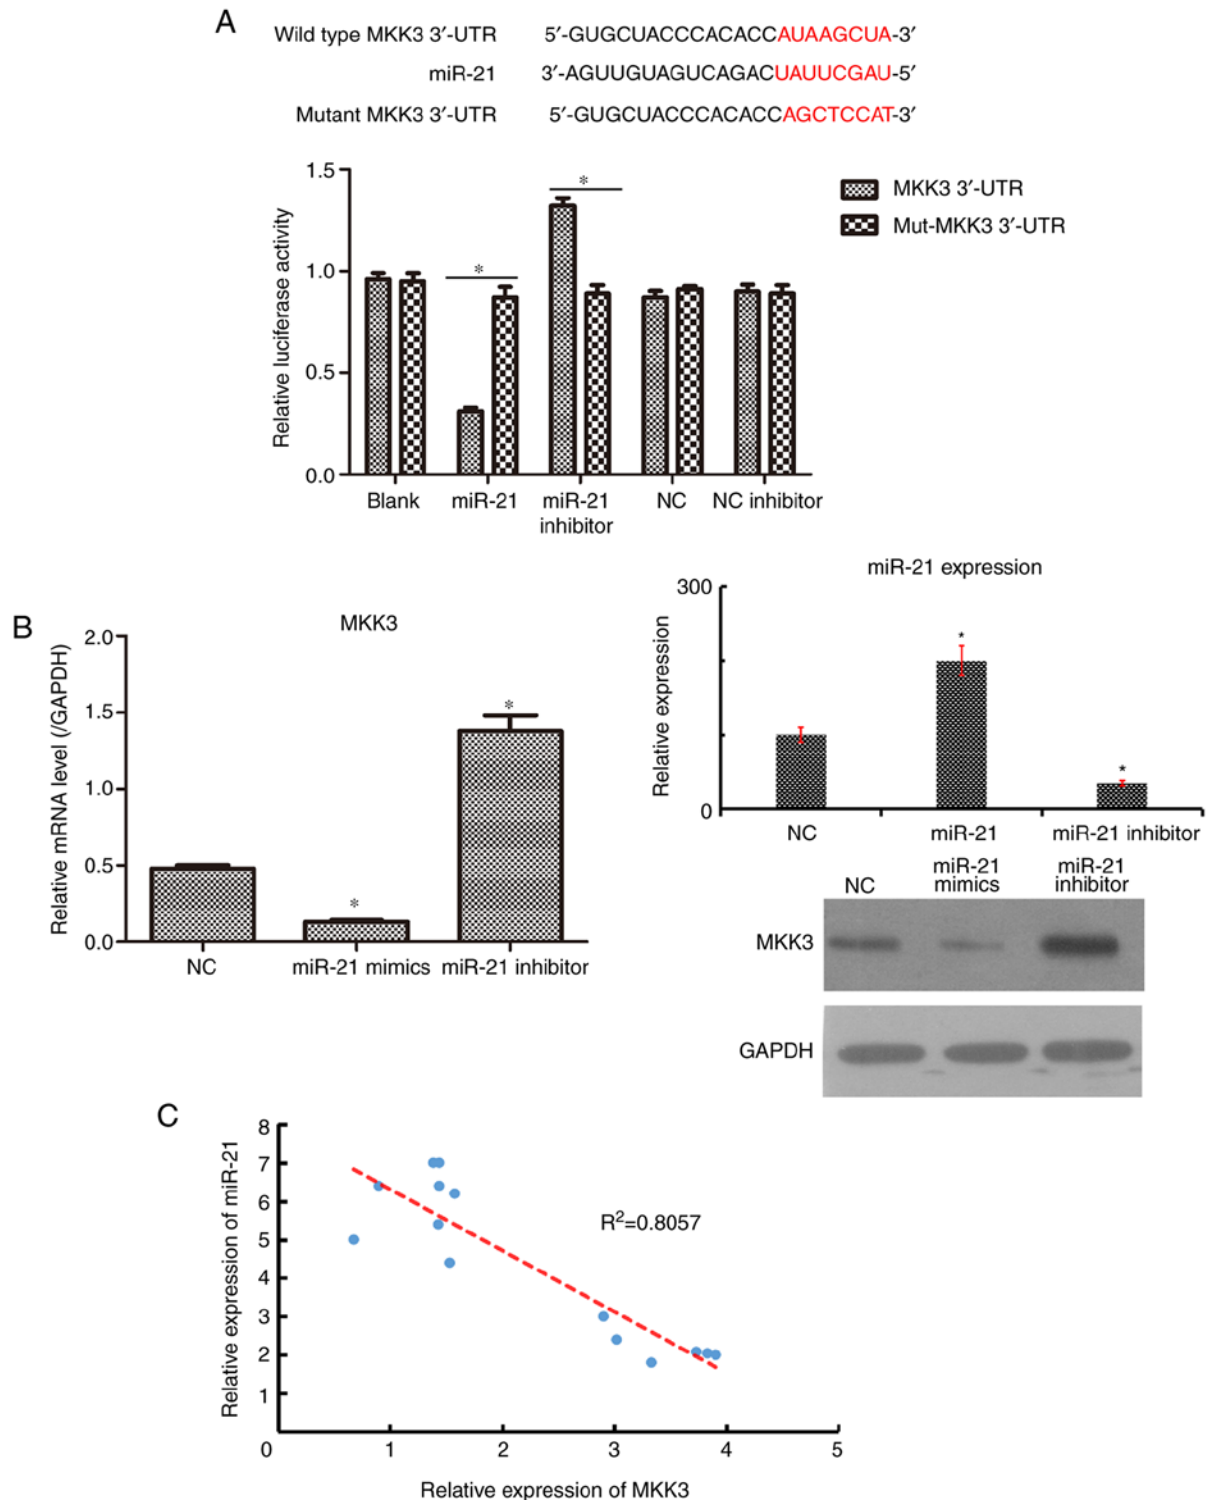 A
Wild type MKK3 3′-UTR 5′-GUGCUACCCACACCAUAAGCUA-3′
miR-21 3′-AGUUGUAGUCAGACUAUUCGAU-5′
Mutant MKK3 3′-UTR 5′-GUGCUACCCACACCAGCTCCAT-3′
1.5
1.0
0.5
0.0
Relative luciferase activity
*
*
MKK3 3′-UTR
Mut-MKK3 3′-UTR
Blank miR-21 miR-21 inhibitor NC NC inhibitor
B
MKK3
2.0
1.5
1.0
0.5
0.0
Relative mRNA level (/GAPDH)
*
*
NC miR-21 mimics miR-21 inhibitor
miR-21 expression
300
0
Relative expression
*
*
NC miR-21 miR-21 inhibitor
NC miR-21 mimics miR-21 inhibitor
MKK3
GAPDH
C
8
7
6
5
4
3
2
1
Relative expression of miR-21
R²=0.8057
0 1 2 3 4 5
Relative expression of MKK3